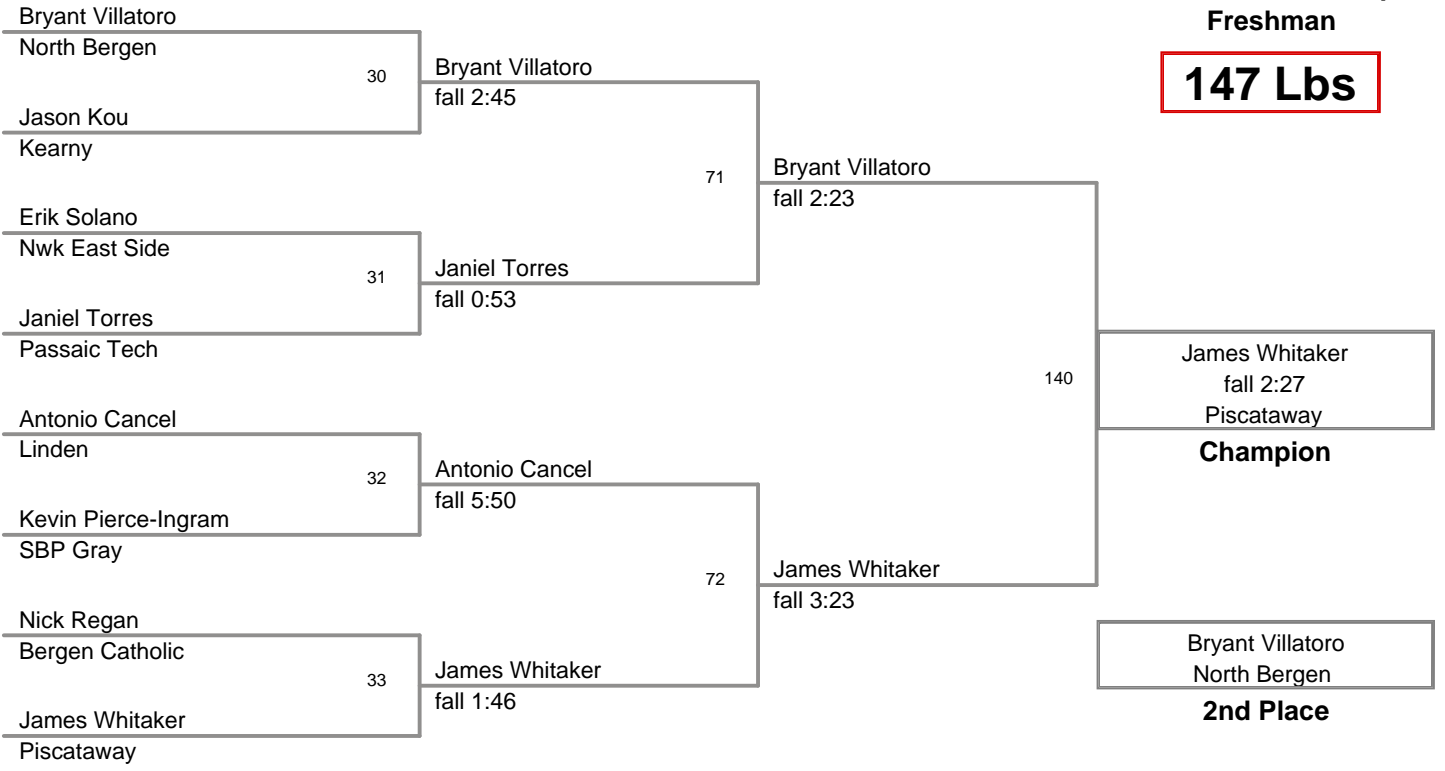 Freshman
147 Lbs
Bryant Villatoro
North Bergen
30
Jason Kou
Kearny
Erik Solano
Nwk East Side
31
Janiel Torres
Passaic Tech
Antonio Cancel
Linden
32
Kevin Pierce-Ingram
SBP Gray
Nick Regan
Bergen Catholic
33
James Whitaker
Piscataway
Bryant Villatoro
fall 2:45
71
Janiel Torres
fall 0:53
Antonio Cancel
fall 5:50
72
James Whitaker
fall 1:46
Bryant Villatoro
fall 2:23
140
James Whitaker
fall 3:23
James Whitaker
fall 2:27
Piscataway
Champion
Bryant Villatoro
North Bergen
2nd Place